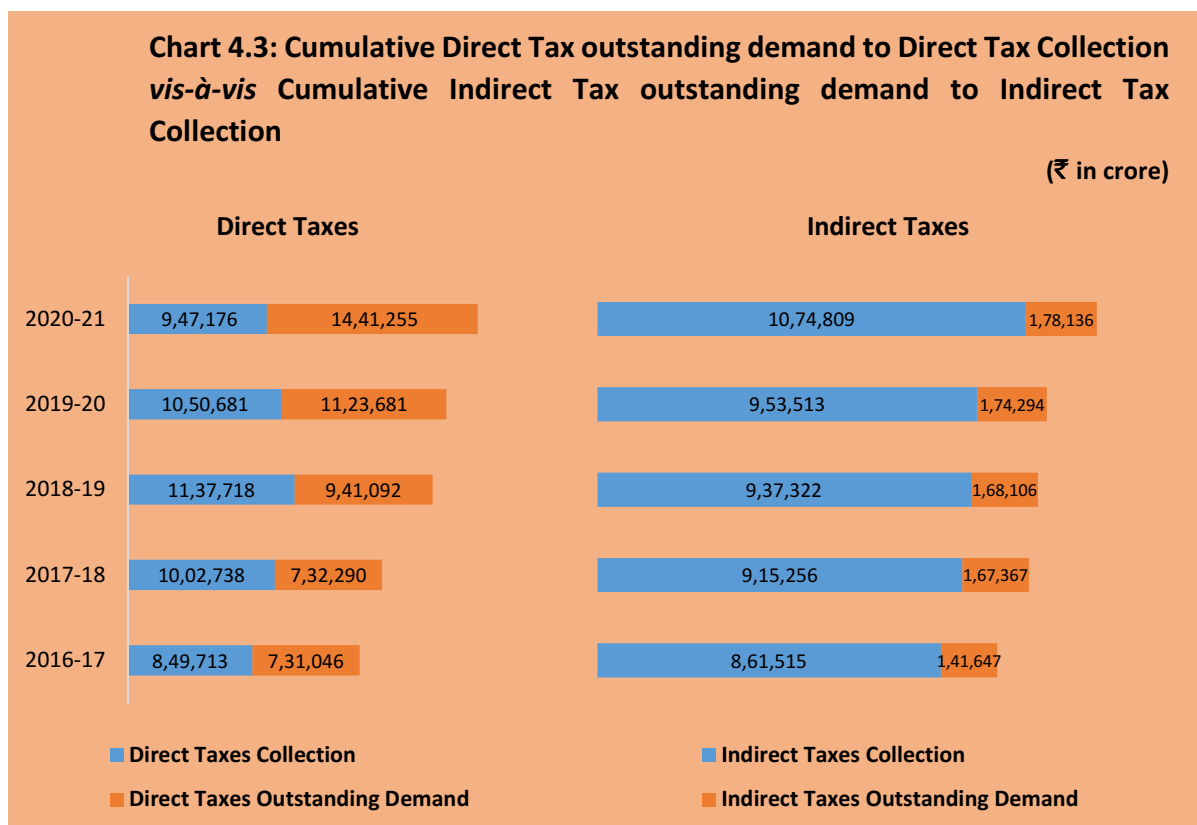 Chart 4.3: Cumulative Direct Tax outstanding demand to Direct Tax Collection
vis-à-vis Cumulative Indirect Tax outstanding demand to Indirect Tax
Collection
(₹ in crore)
Direct Taxes
Indirect Taxes
2020-21 9,47,176 14,41,255 10,74,809 1,78,136
2019-20 10,50,681 11,23,681 9,53,513 1,74,294
2018-19 11,37,718 9,41,092 9,37,322 1,68,106
2017-18 10,02,738 7,32,290 9,15,256 1,67,367
2016-17 8,49,713 7,31,046 8,61,515 1,41,647
Direct Taxes Collection
Direct Taxes Outstanding Demand
Indirect Taxes Collection
Indirect Taxes Outstanding Demand